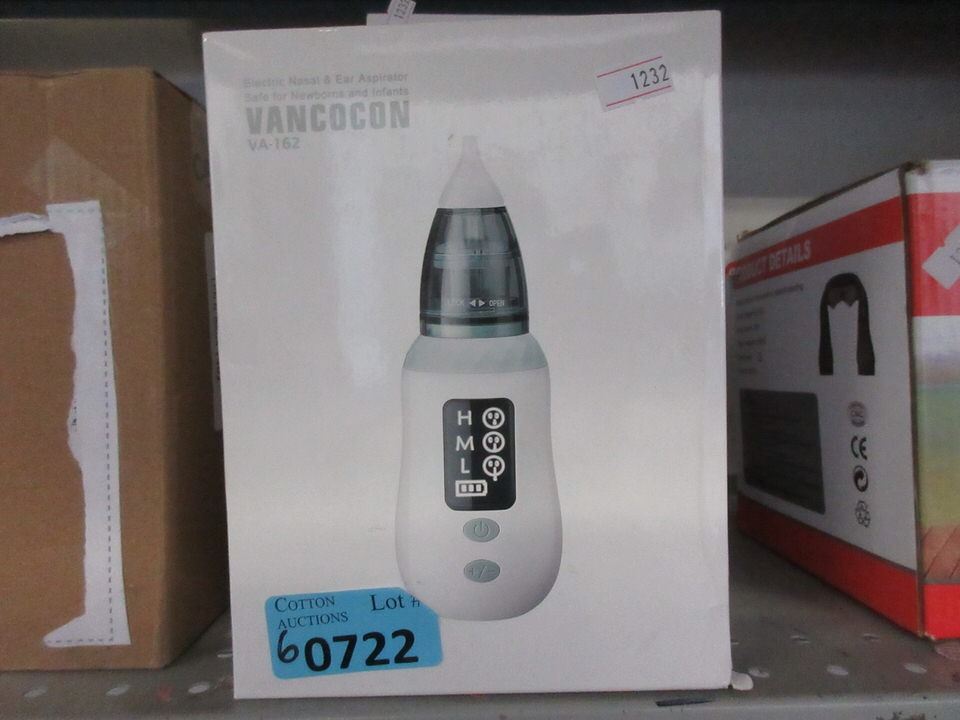 1232
Electric Nasal & Ear Aspirator
Safe for Newborns and Infants
VANCOCON
VA-162
1232
LOCK ◀▶ OPEN
H
M
L
+/−
COTTON
AUCTIONS
Lot #
60722
PRODUCT DETAILS
CE